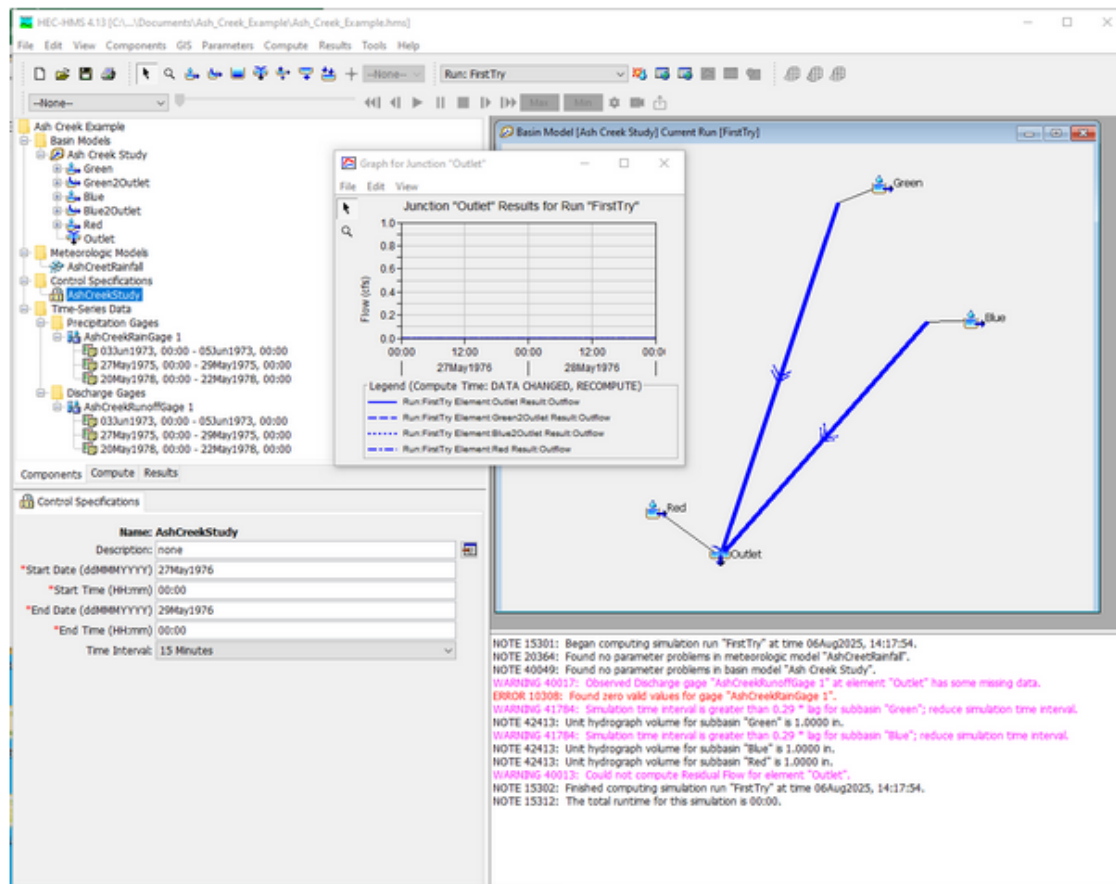 HEC-HMS 4.13 [C:\...\Documents\Ash_Creek_Example\Ash_Creek_Example.hms]
File Edit View Components GIS Parameters Compute Results Tools Help
--None-- Run: FirstTry
--None-- Max Min
Ash Creek Example
Basin Models
Ash Creek Study
Green
Green2Outlet
Blue
Blue2Outlet
Red
Outlet
Meteorologic Models
AshCreetRainfall
Control Specifications
AshCreekStudy
Time-Series Data
Precipitation Gages
AshCreekRainGage 1
03Jun1973, 00:00 - 05Jun1973, 00:00
27May1975, 00:00 - 29May1975, 00:00
20May1978, 00:00 - 22May1978, 00:00
Discharge Gages
AshCreekRunoffGage 1
03Jun1973, 00:00 - 05Jun1973, 00:00
27May1975, 00:00 - 29May1975, 00:00
20May1978, 00:00 - 22May1978, 00:00
Components Compute Results
Control Specifications
Name: AshCreekStudy
Description: none
*Start Date (ddMMMYYYY) 27May1976
*Start Time (HH:mm) 00:00
*End Date (ddMMMYYYY) 29May1976
*End Time (HH:mm) 00:00
Time Interval: 15 Minutes
Graph for Junction "Outlet"
File Edit View
Junction "Outlet" Results for Run "FirstTry"
Flow (cfs)
1.0
0.8
0.6
0.4
0.2
0.0
00:00 12:00 00:00 12:00 00:00
27May1976 28May1976
Legend (Compute Time: DATA CHANGED, RECOMPUTE)
Run:FirstTry Element:Outlet Result:Outflow
Run:FirstTry Element:Green2Outlet Result:Outflow
Run:FirstTry Element:Blue2Outlet Result:Outflow
Run:FirstTry Element:Red Result:Outflow
Basin Model [Ash Creek Study] Current Run [FirstTry]
Green
Blue
Red
Outlet
NOTE 15301: Began computing simulation run "FirstTry" at time 06Aug2025, 14:17:54.
NOTE 20364: Found no parameter problems in meteorologic model "AshCreetRainfall".
NOTE 40049: Found no parameter problems in basin model "Ash Creek Study".
WARNING 40017: Observed Discharge gage "AshCreekRunoffGage 1" at element "Outlet" has some missing data.
ERROR 10308: Found zero valid values for gage "AshCreekRainGage 1".
WARNING 41784: Simulation time interval is greater than 0.29 * lag for subbasin "Green"; reduce simulation time interval.
NOTE 42413: Unit hydrograph volume for subbasin "Green" is 1.0000 in.
WARNING 41784: Simulation time interval is greater than 0.29 * lag for subbasin "Blue"; reduce simulation time interval.
NOTE 42413: Unit hydrograph volume for subbasin "Blue" is 1.0000 in.
NOTE 42413: Unit hydrograph volume for subbasin "Red" is 1.0000 in.
WARNING 40013: Could not compute Residual Flow for element "Outlet".
NOTE 15302: Finished computing simulation run "FirstTry" at time 06Aug2025, 14:17:54.
NOTE 15312: The total runtime for this simulation is 00:00.